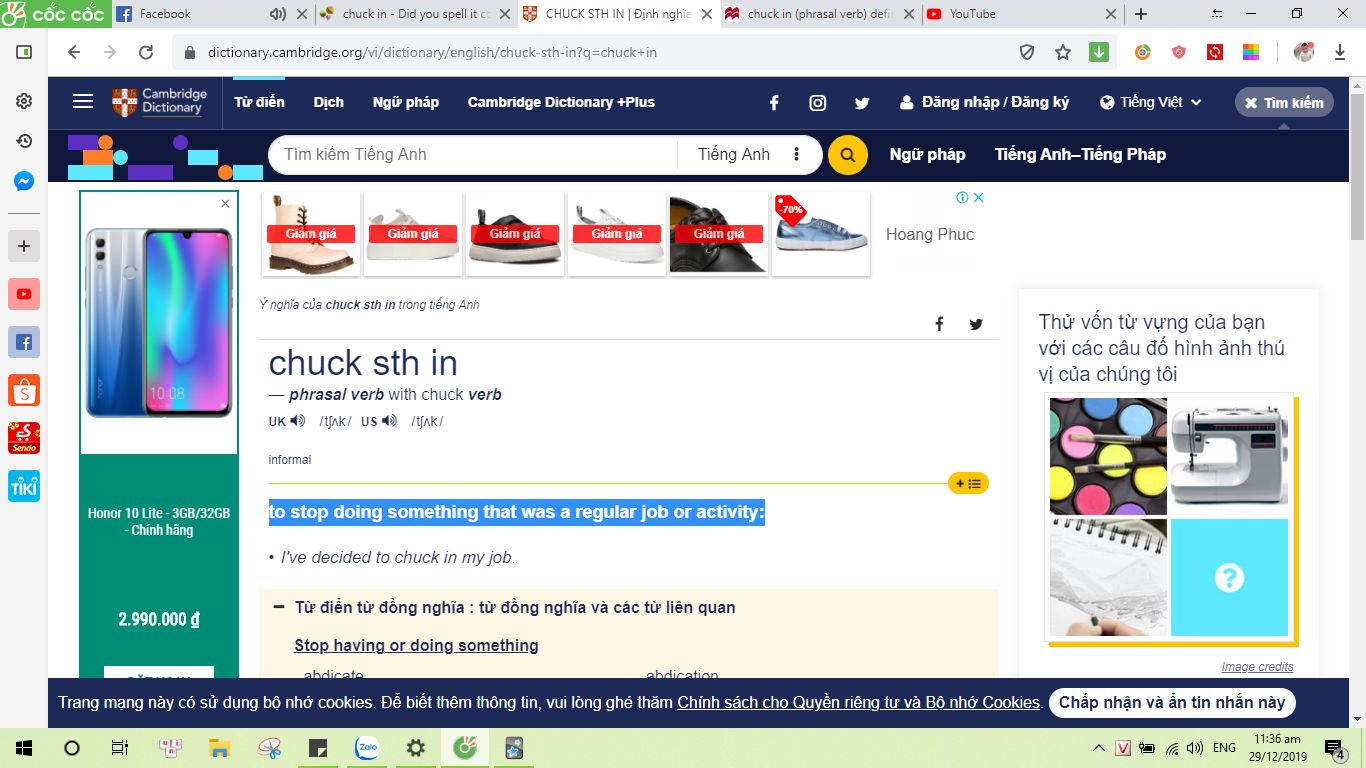 CỐC CỐC
Facebook
chuck in - Did you spell it co
CHUCK STH IN | Định nghĩa
chuck in (phrasal verb) defin
YouTube
dictionary.cambridge.org/vi/dictionary/english/chuck-sth-in?q=chuck+in
Cambridge
Dictionary
Từ điển
Dịch
Ngữ pháp
Cambridge Dictionary +Plus
Đăng nhập / Đăng ký
Tiếng Việt
Tìm kiếm
Tìm kiếm Tiếng Anh
Tiếng Anh
Ngữ pháp
Tiếng Anh–Tiếng Pháp
Giảm giá
Giảm giá
Giảm giá
Giảm giá
Giảm giá
-70%
Hoang Phuc
Ý nghĩa của chuck sth in trong tiếng Anh
chuck sth in
— phrasal verb with chuck verb
UK /tʃʌk/ US /tʃʌk/
informal
to stop doing something that was a regular job or activity:
• I've decided to chuck in my job.
Từ điển từ đồng nghĩa : từ đồng nghĩa và các từ liên quan
Stop having or doing something
abdicate
abdication
Thử vốn từ vựng của bạn
với các câu đố hình ảnh thú
vị của chúng tôi
?
Image credits
honor
10:08
Honor 10 Lite - 3GB/32GB
- Chính hãng
2.990.000 ₫
S
Sendo
TIKI
Trang mạng này có sử dụng bộ nhớ cookies. Để biết thêm thông tin, vui lòng ghé thăm Chính sách cho Quyền riêng tư và Bộ nhớ Cookies.
Chấp nhận và ẩn tin nhắn này
Zalo
V
ENG
11:36 am
29/12/2019
4